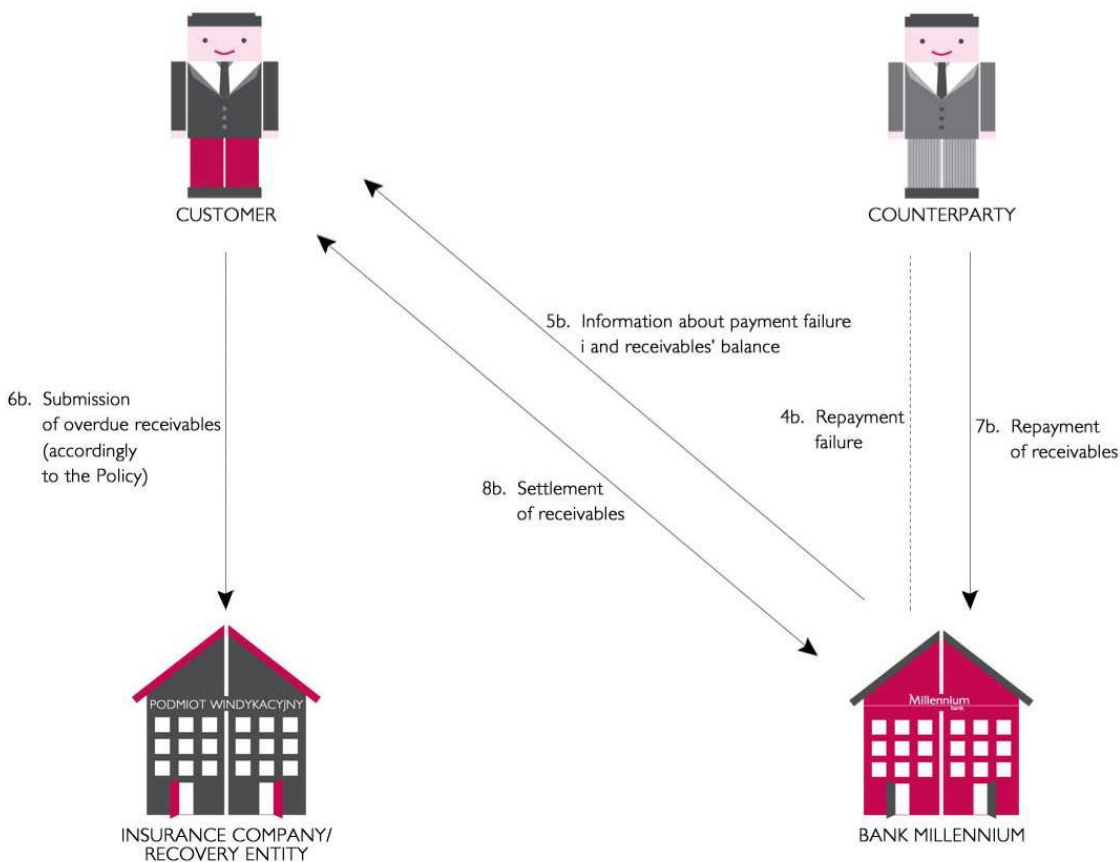 CUSTOMER
COUNTERPARTY
5b. Information about payment failure
i and receivables' balance
6b. Submission
of overdue receivables
(accordingly
to the Policy)
4b. Repayment
failure
7b. Repayment
of receivables
8b. Settlement
of receivables
PODMIOT WINDYKACYJNY
Millennium
bank
INSURANCE COMPANY/
RECOVERY ENTITY
BANK MILLENNIUM